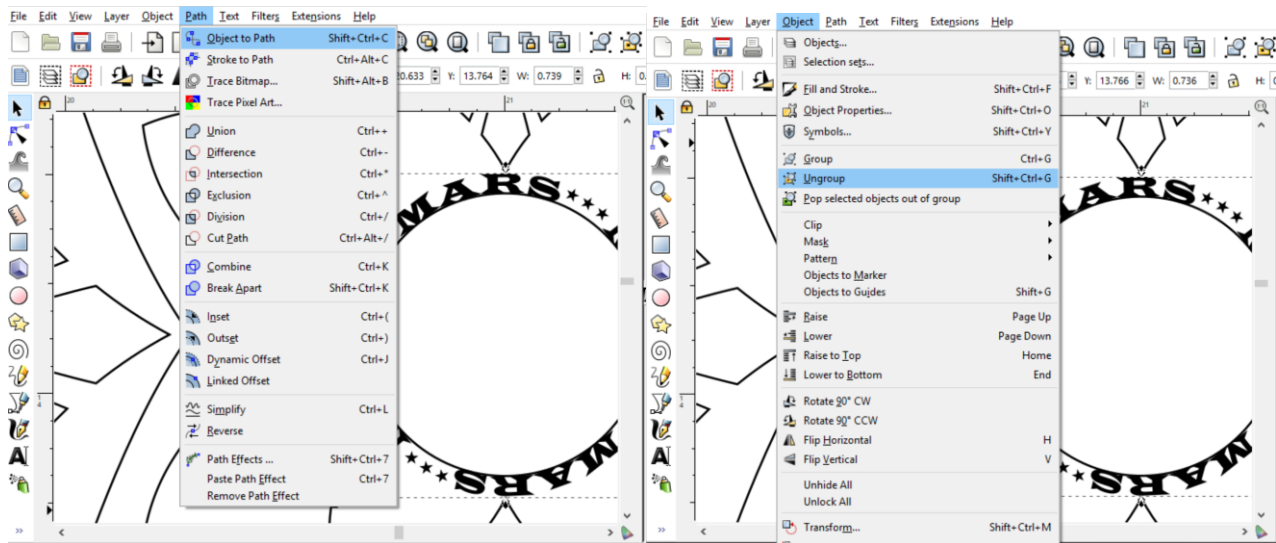 File Edit View Layer Object Path Text Filters Extensions Help
Object to Path Shift+Ctrl+C
Stroke to Path Ctrl+Alt+C
Trace Bitmap... Shift+Alt+B
Trace Pixel Art...
Union Ctrl++
Difference Ctrl+-
Intersection Ctrl+*
Exclusion Ctrl+^
Division Ctrl+/
Cut Path Ctrl+Alt+/
Combine Ctrl+K
Break Apart Shift+Ctrl+K
Inset Ctrl+(
Outset Ctrl+)
Dynamic Offset Ctrl+J
Linked Offset
Simplify Ctrl+L
Reverse
Path Effects ... Shift+Ctrl+7
Paste Path Effect Ctrl+7
Remove Path Effect
0.633 Y: 13.764 W: 0.739 H: 0.
20 21
1
4
MARS
MARS
File Edit View Layer Object Path Text Filters Extensions Help
Objects...
Selection sets...
Fill and Stroke... Shift+Ctrl+F
Object Properties... Shift+Ctrl+O
Symbols... Shift+Ctrl+Y
Group Ctrl+G
Ungroup Shift+Ctrl+G
Pop selected objects out of group
Clip
Mask
Pattern
Objects to Marker
Objects to Guides Shift+G
Raise Page Up
Lower Page Down
Raise to Top Home
Lower to Bottom End
Rotate 90° CW
Rotate 90° CCW
Flip Horizontal H
Flip Vertical V
Unhide All
Unlock All
Transform... Shift+Ctrl+M
Y: 13.766 W: 0.736 H:
20 21
1
4
ARS
MARS